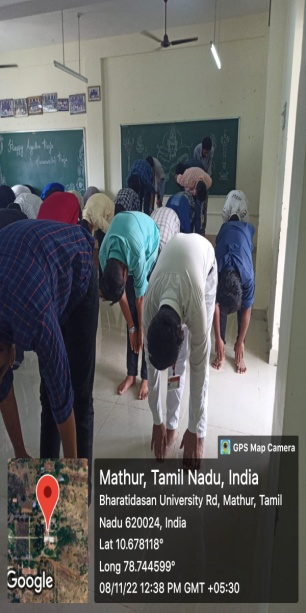 Happy Ayudha Pooja
GPS Map Camera
Mathur, Tamil Nadu, India
Bharatidasan University Rd, Mathur, Tamil
Nadu 620024, India
Lat 10.678118°
Long 78.744599°
08/11/22 12:38 PM GMT +05:30
Google